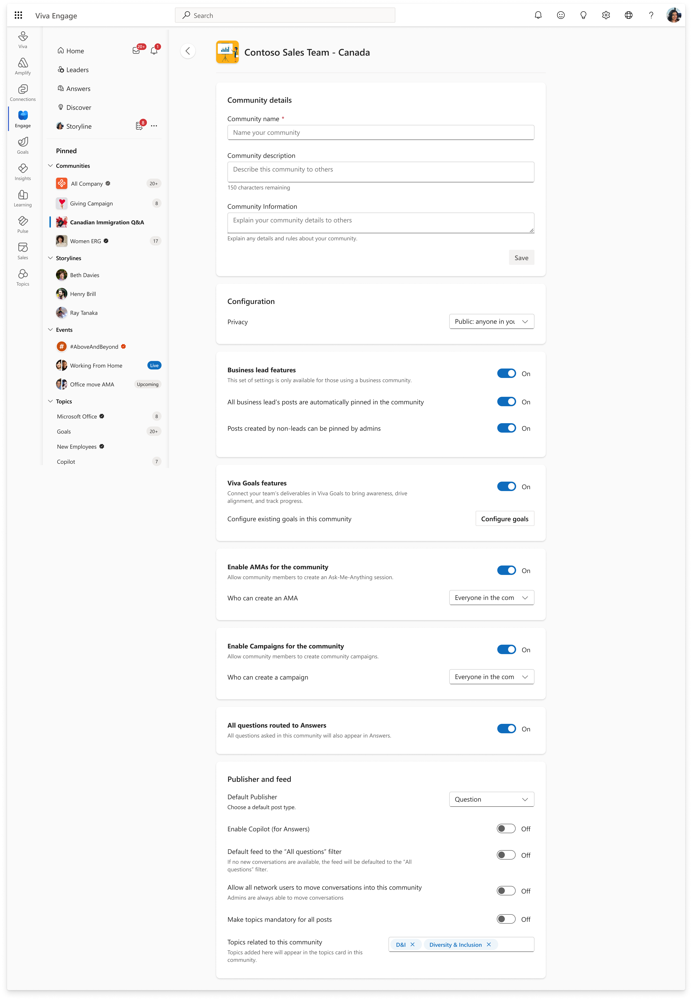 Viva Engage
Search
Viva
Amplify
Connections
Engage
Goals
Insights
Learning
Pulse
Sales
Topics
Home
20+
1
Leaders
Answers
Discover
Storyline
8
Pinned
Communities
All Company
20+
Giving Campaign
8
Canadian Immigration Q&A
Women ERG
17
Storylines
Beth Davies
Henry Brill
Ray Tanaka
Events
#
#AboveAndBeyond
Working From Home
Live
Office move AMA
Upcoming
Topics
Microsoft Office
8
Goals
20+
New Employees
Copilot
7
Contoso Sales Team - Canada
Community details
Community name *
Name your community
Community description
Describe this community to others
150 characters remaining
Community Information
Explain your community details to others
Explain any details and rules about your community.
Save
Configuration
Privacy
Public: anyone in you
Business lead features
On
This set of settings is only available for those using a business community.
All business lead’s posts are automatically pinned in the community
On
Posts created by non-leads can be pinned by admins
On
Viva Goals features
On
Connect your team’s deliverables in Viva Goals to bring awareness, drive
alignment, and track progress.
Configure existing goals in this community
Configure goals
Enable AMAs for the community
On
Allow community members to create an Ask-Me-Anything session.
Who can create an AMA
Everyone in the com
Enable Campaigns for the community
On
Allow community members to create community campaigns.
Who can create a campaign
Everyone in the com
All questions routed to Answers
On
All questions asked in this community will also appear in Answers.
Publisher and feed
Default Publisher
Question
Choose a default post type.
Enable Copilot (for Answers)
Off
Default feed to the “All questions” filter
Off
If no new conversations are available, the feed will be defaulted to the “All
questions” filter.
Allow all network users to move conversations into this community
Off
Admins are always able to move conversations
Make topics mandatory for all posts
Off
Topics related to this community
D&I
Diversity & Inclusion
Topics added here will appear in the topics card in this
community.